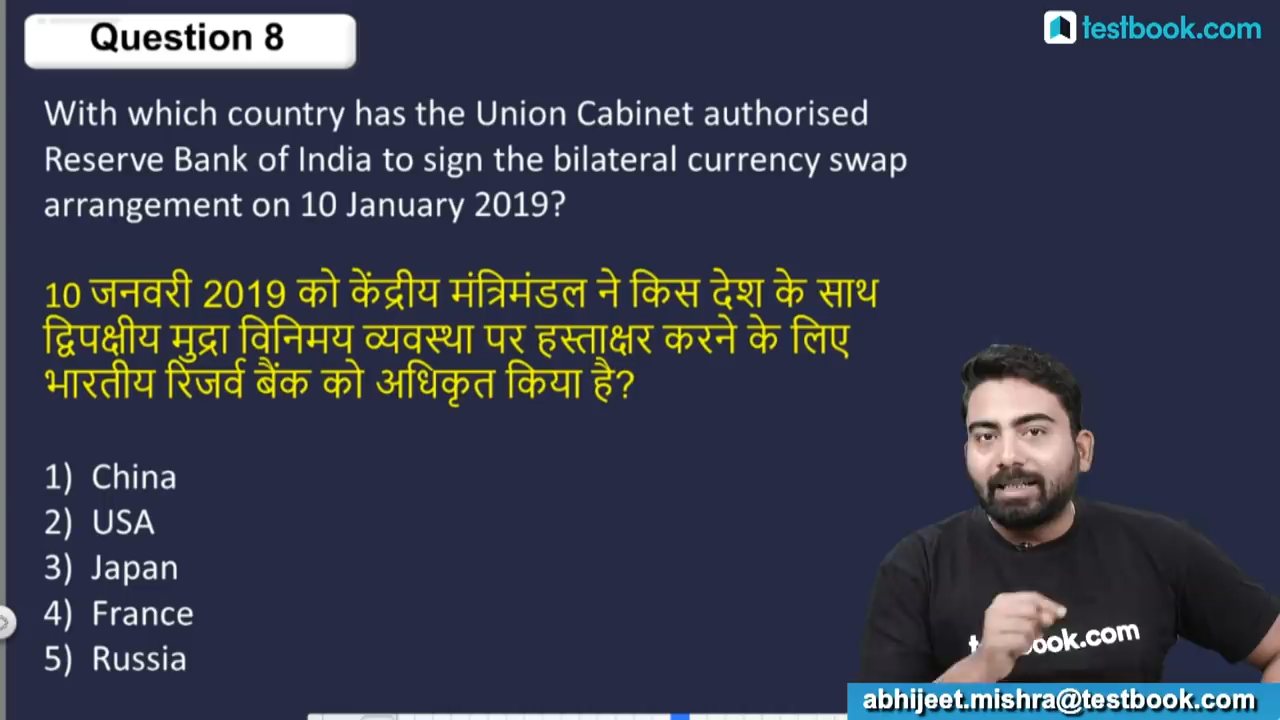 Question 8
testbook.com
With which country has the Union Cabinet authorised
Reserve Bank of India to sign the bilateral currency swap
arrangement on 10 January 2019?
10 जनवरी 2019 को केंद्रीय मंत्रिमंडल ने किस देश के साथ
द्विपक्षीय मुद्रा विनिमय व्यवस्था पर हस्ताक्षर करने के लिए
भारतीय रिजर्व बैंक को अधिकृत किया है?
1) China
2) USA
3) Japan
4) France
5) Russia
abhijeet.mishra@testbook.com